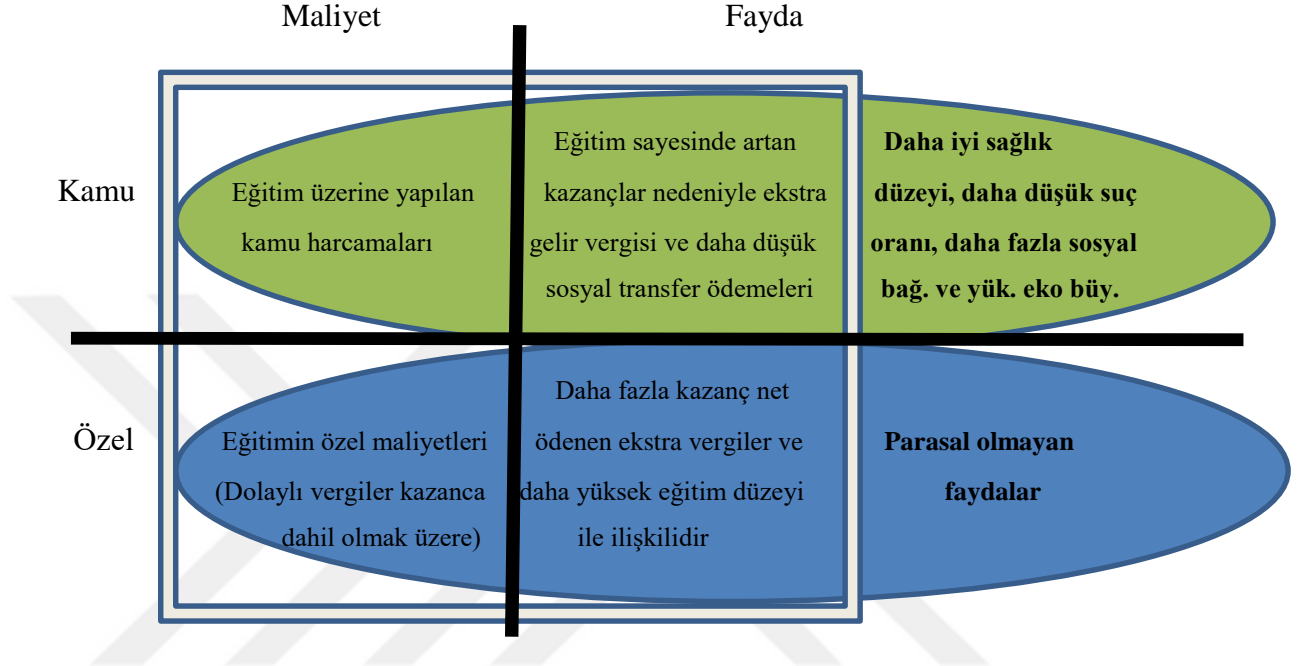 Maliyet
Fayda
Kamu
Eğitim üzerine yapılan
kamu harcamaları
Eğitim sayesinde artan
kazançlar nedeniyle ekstra
gelir vergisi ve daha düşük
sosyal transfer ödemeleri
Daha iyi sağlık
düzeyi, daha düşük suç
oranı, daha fazla sosyal
bağ. ve yük. eko büy.
Özel
Eğitimin özel maliyetleri
(Dolaylı vergiler kazanca
dahil olmak üzere)
Daha fazla kazanç net
ödenen ekstra vergiler ve
daha yüksek eğitim düzeyi
ile ilişkilidir
Parasal olmayan
faydalar